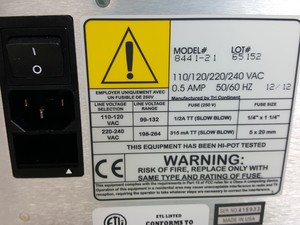 MODEL# LOT#
8441-21 65152
110/120/220/240 VAC
0.5 AMP 50/60 HZ 12/12
Manufactured by Tri Continent
EMPLOYER UNIQUEMENT AVEC
UN FUSIBLE DE 250V
LINE VOLTAGE SELECTION
LINE VOLTAGE RANGE
FUSE (250 V)
FUSE SIZE
110-120 VAC
99-132
1/2A TT (SLOW BLOW)
1/4" x 1 1/4"
220-240 VAC
198-264
315 mA TT (SLOW BLOW)
5 x 20 mm
THIS EQUIPMENT HAS BEEN HI-POT TESTED
WARNING:
RISK OF FIRE, REPLACE ONLY
WITH SAME TYPE AND RATING OF FUSE
ETL LISTED
CONFORMS TO
MADE IN USA